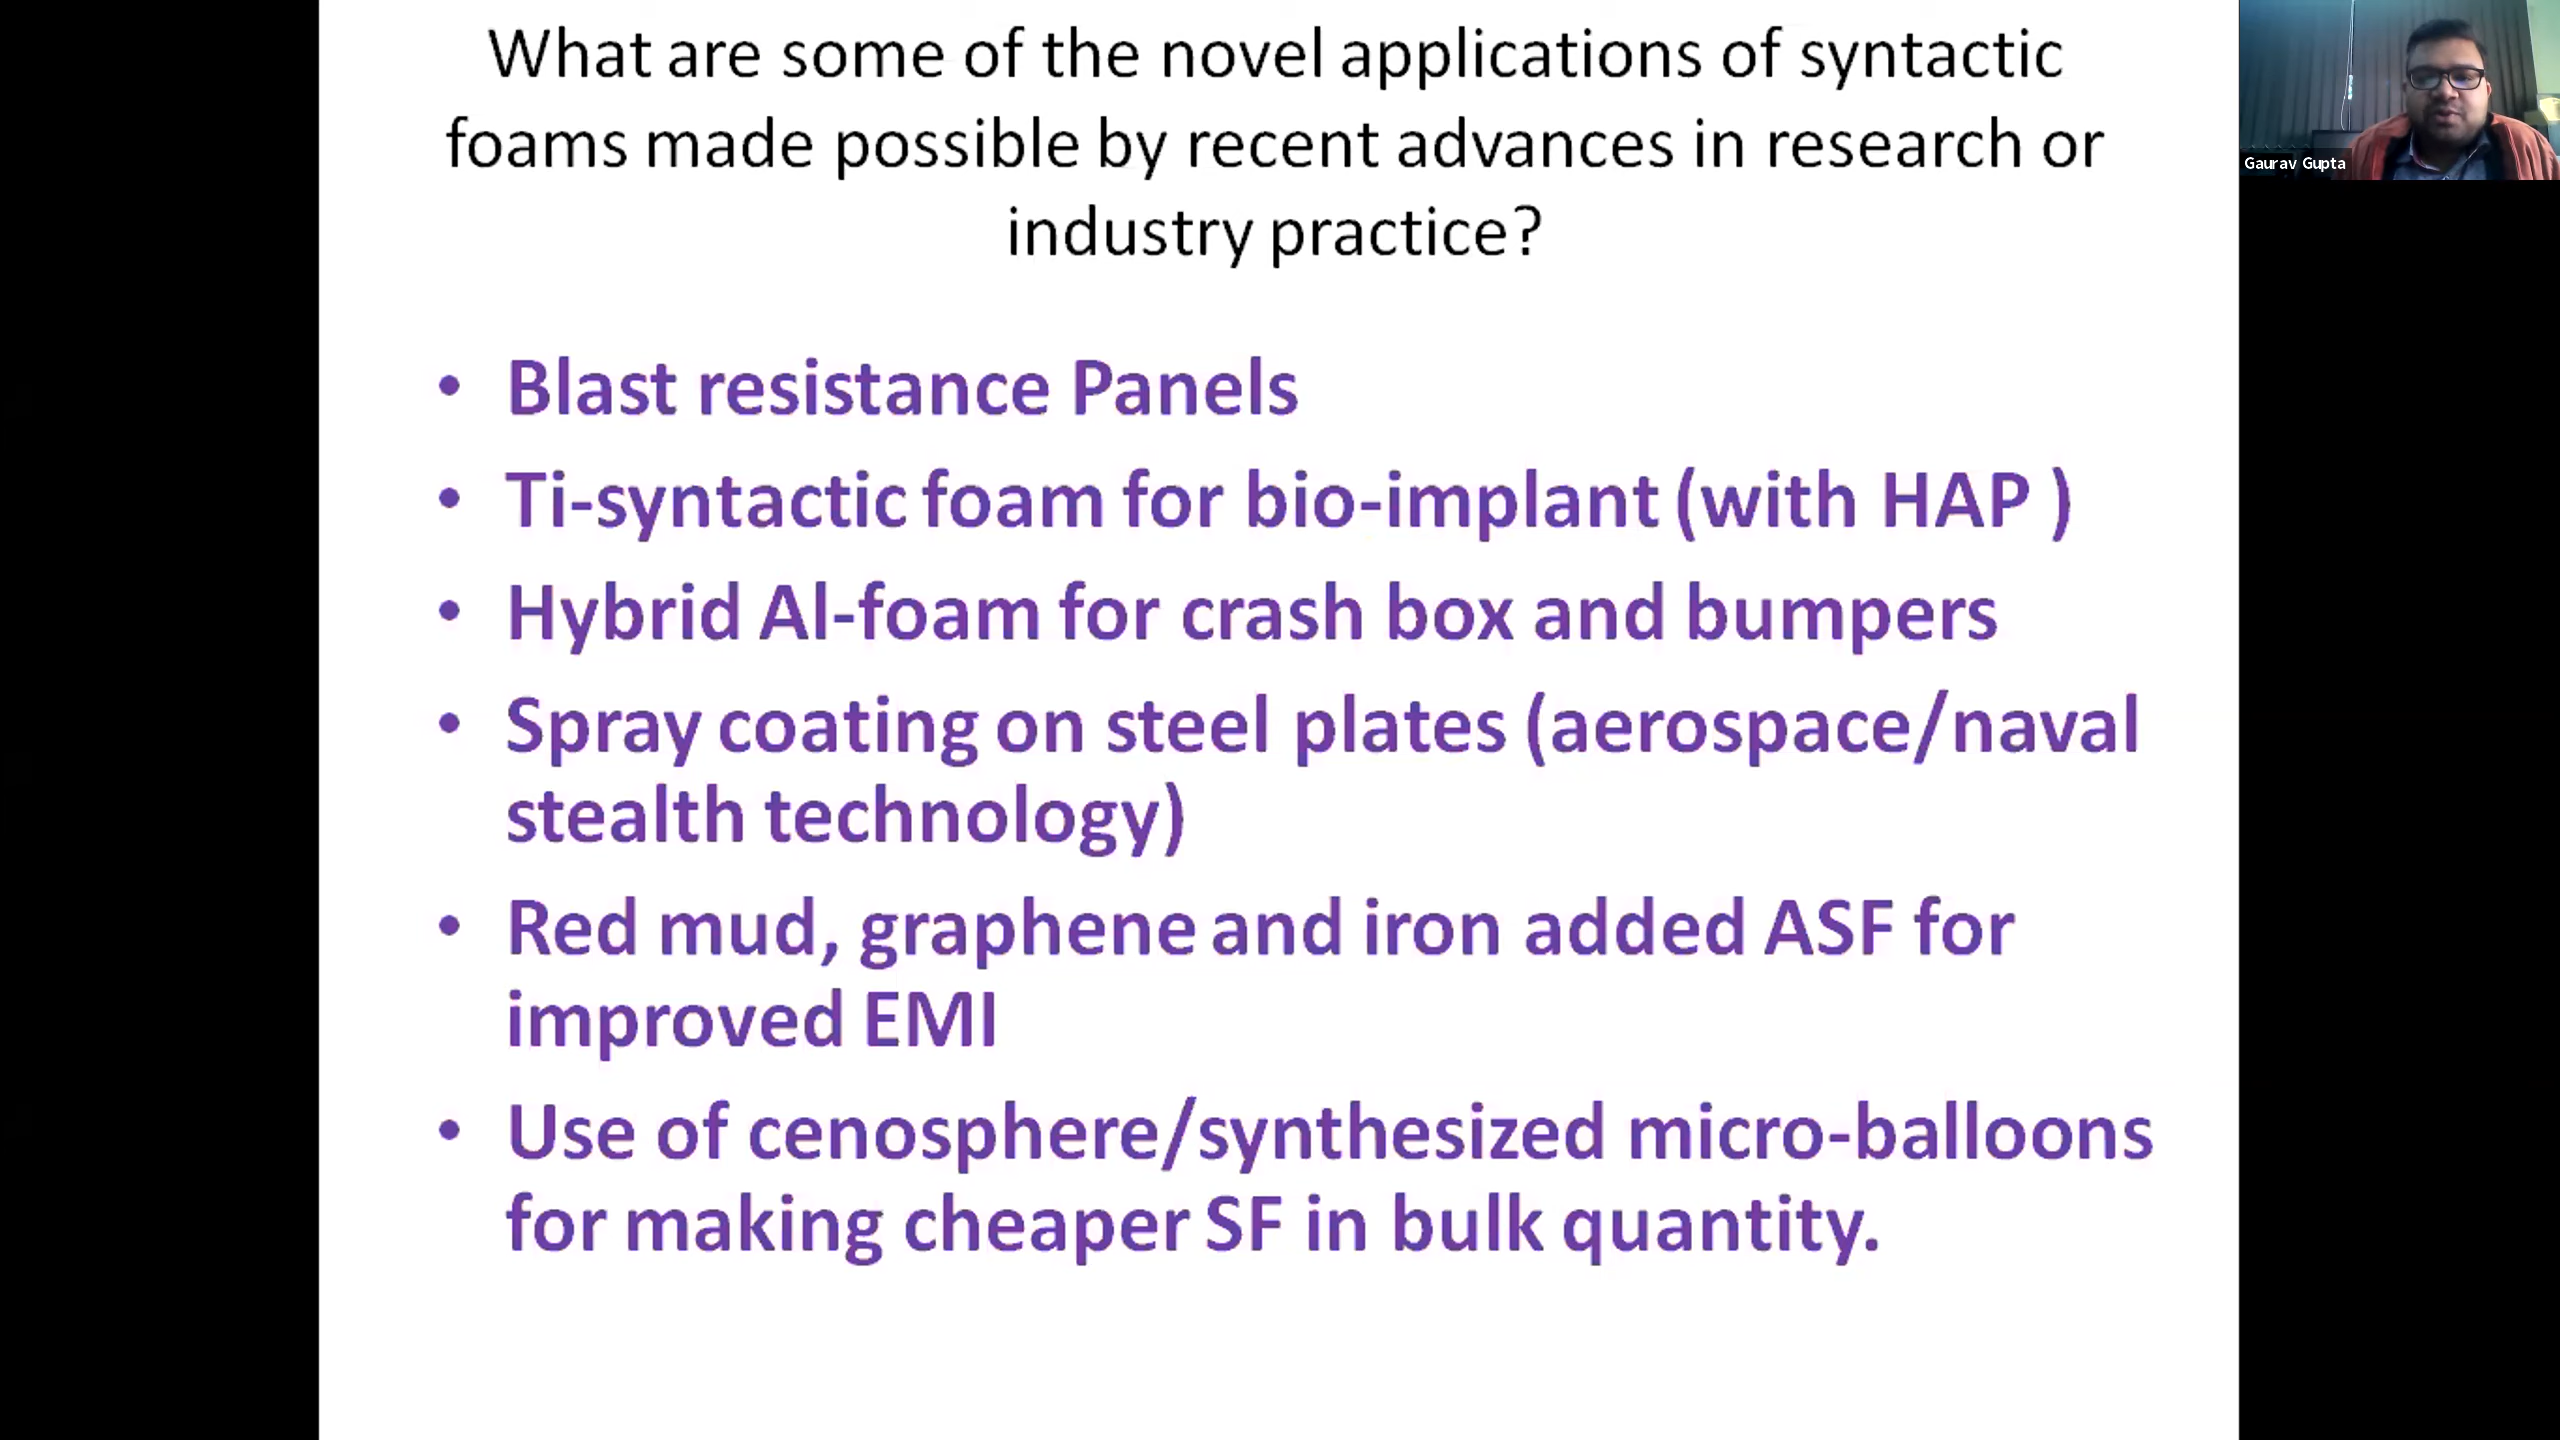 What are some of the novel applications of syntactic
foams made possible by recent advances in research or
industry practice?
Gaurav Gupta
• Blast resistance Panels
• Ti-syntactic foam for bio-implant (with HAP )
• Hybrid Al-foam for crash box and bumpers
• Spray coating on steel plates (aerospace/naval
stealth technology)
• Red mud, graphene and iron added ASF for
improved EMI
• Use of cenosphere/synthesized micro-balloons
for making cheaper SF in bulk quantity.